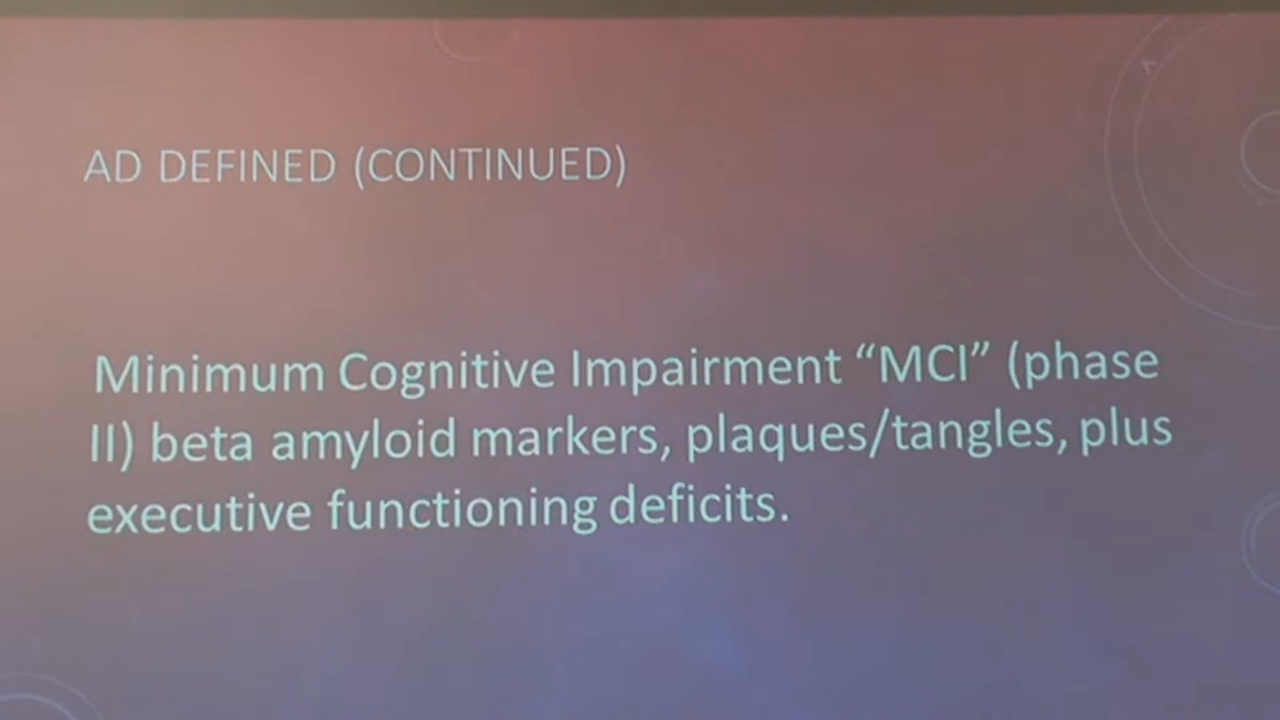 AD DEFINED (CONTINUED)
Minimum Cognitive Impairment “MCI” (phase
II) beta amyloid markers, plaques/tangles, plus
executive functioning deficits.